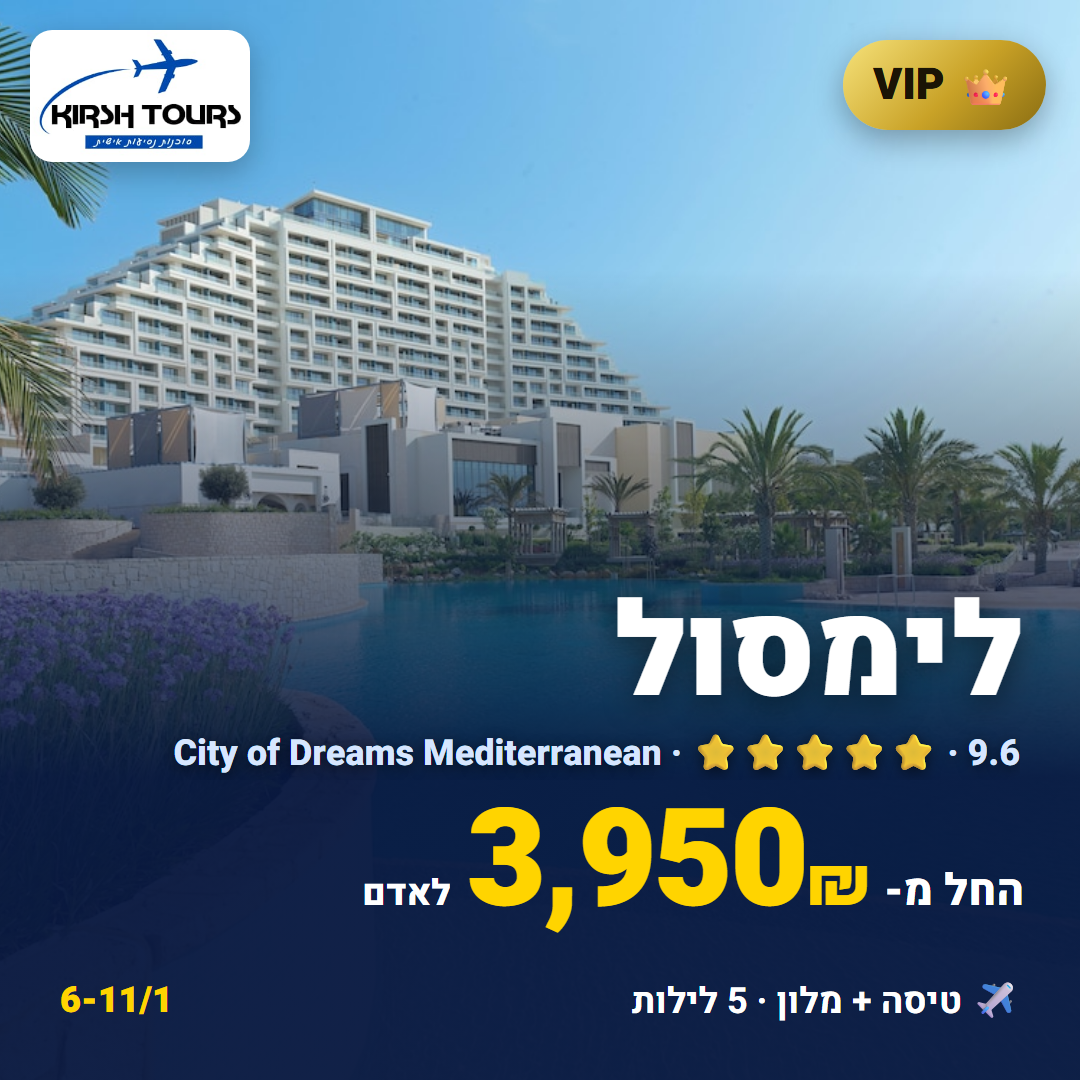 KIRSH TOURS
סוכנות נסיעות אישית
VIP 👑
לימסול
City of Dreams Mediterranean · ⭐⭐⭐⭐⭐ · 9.6
החל מ- ₪3,950 לאדם
✈️ טיסה + מלון · 5 לילות
6-11/1